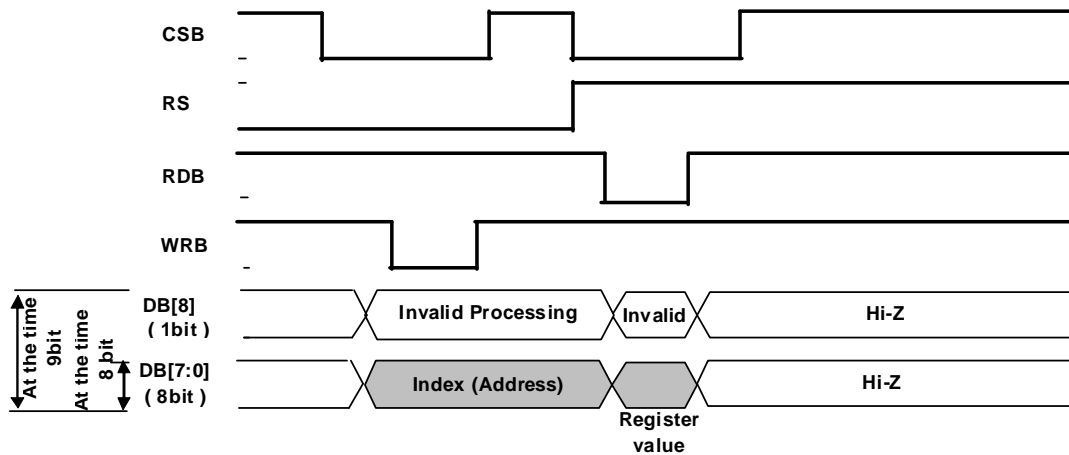 CSB
RS
RDB
WRB
At the time
9bit
At the time
8 bit
DB[8]
( 1bit )
Invalid Processing
Invalid
Hi-Z
DB[7:0]
( 8bit )
Index (Address)
Hi-Z
Register
value